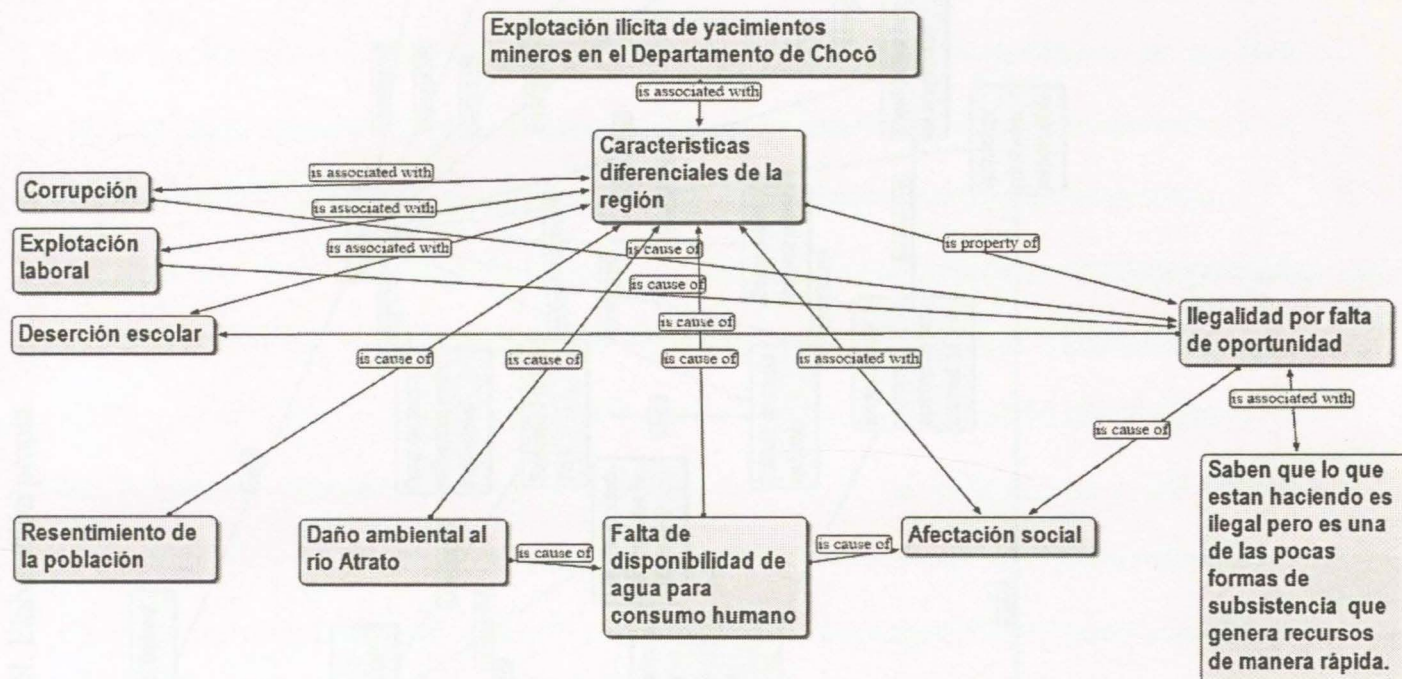 Explotación ilícita de yacimientos
mineros en el Departamento de Chocó
is associated with
Características
diferenciales de la
región
Corrupción
is associated with
Explotación
laboral
is associated with
Deserción escolar
is associated with
is cause of
is cause of
is cause of
is property of
Ilegalidad por falta
de oportunidad
is cause of
is cause of
is cause of
is associated with
is associated with
is cause of
Resentimiento de
la población
Daño ambiental al
río Atrato
is cause of
Falta de
disponibilidad de
agua para
consumo humano
is cause of
Afectación social
Saben que lo que
estan haciendo es
ilegal pero es una
de las pocas
formas de
subsistencia que
genera recursos
de manera rápida.